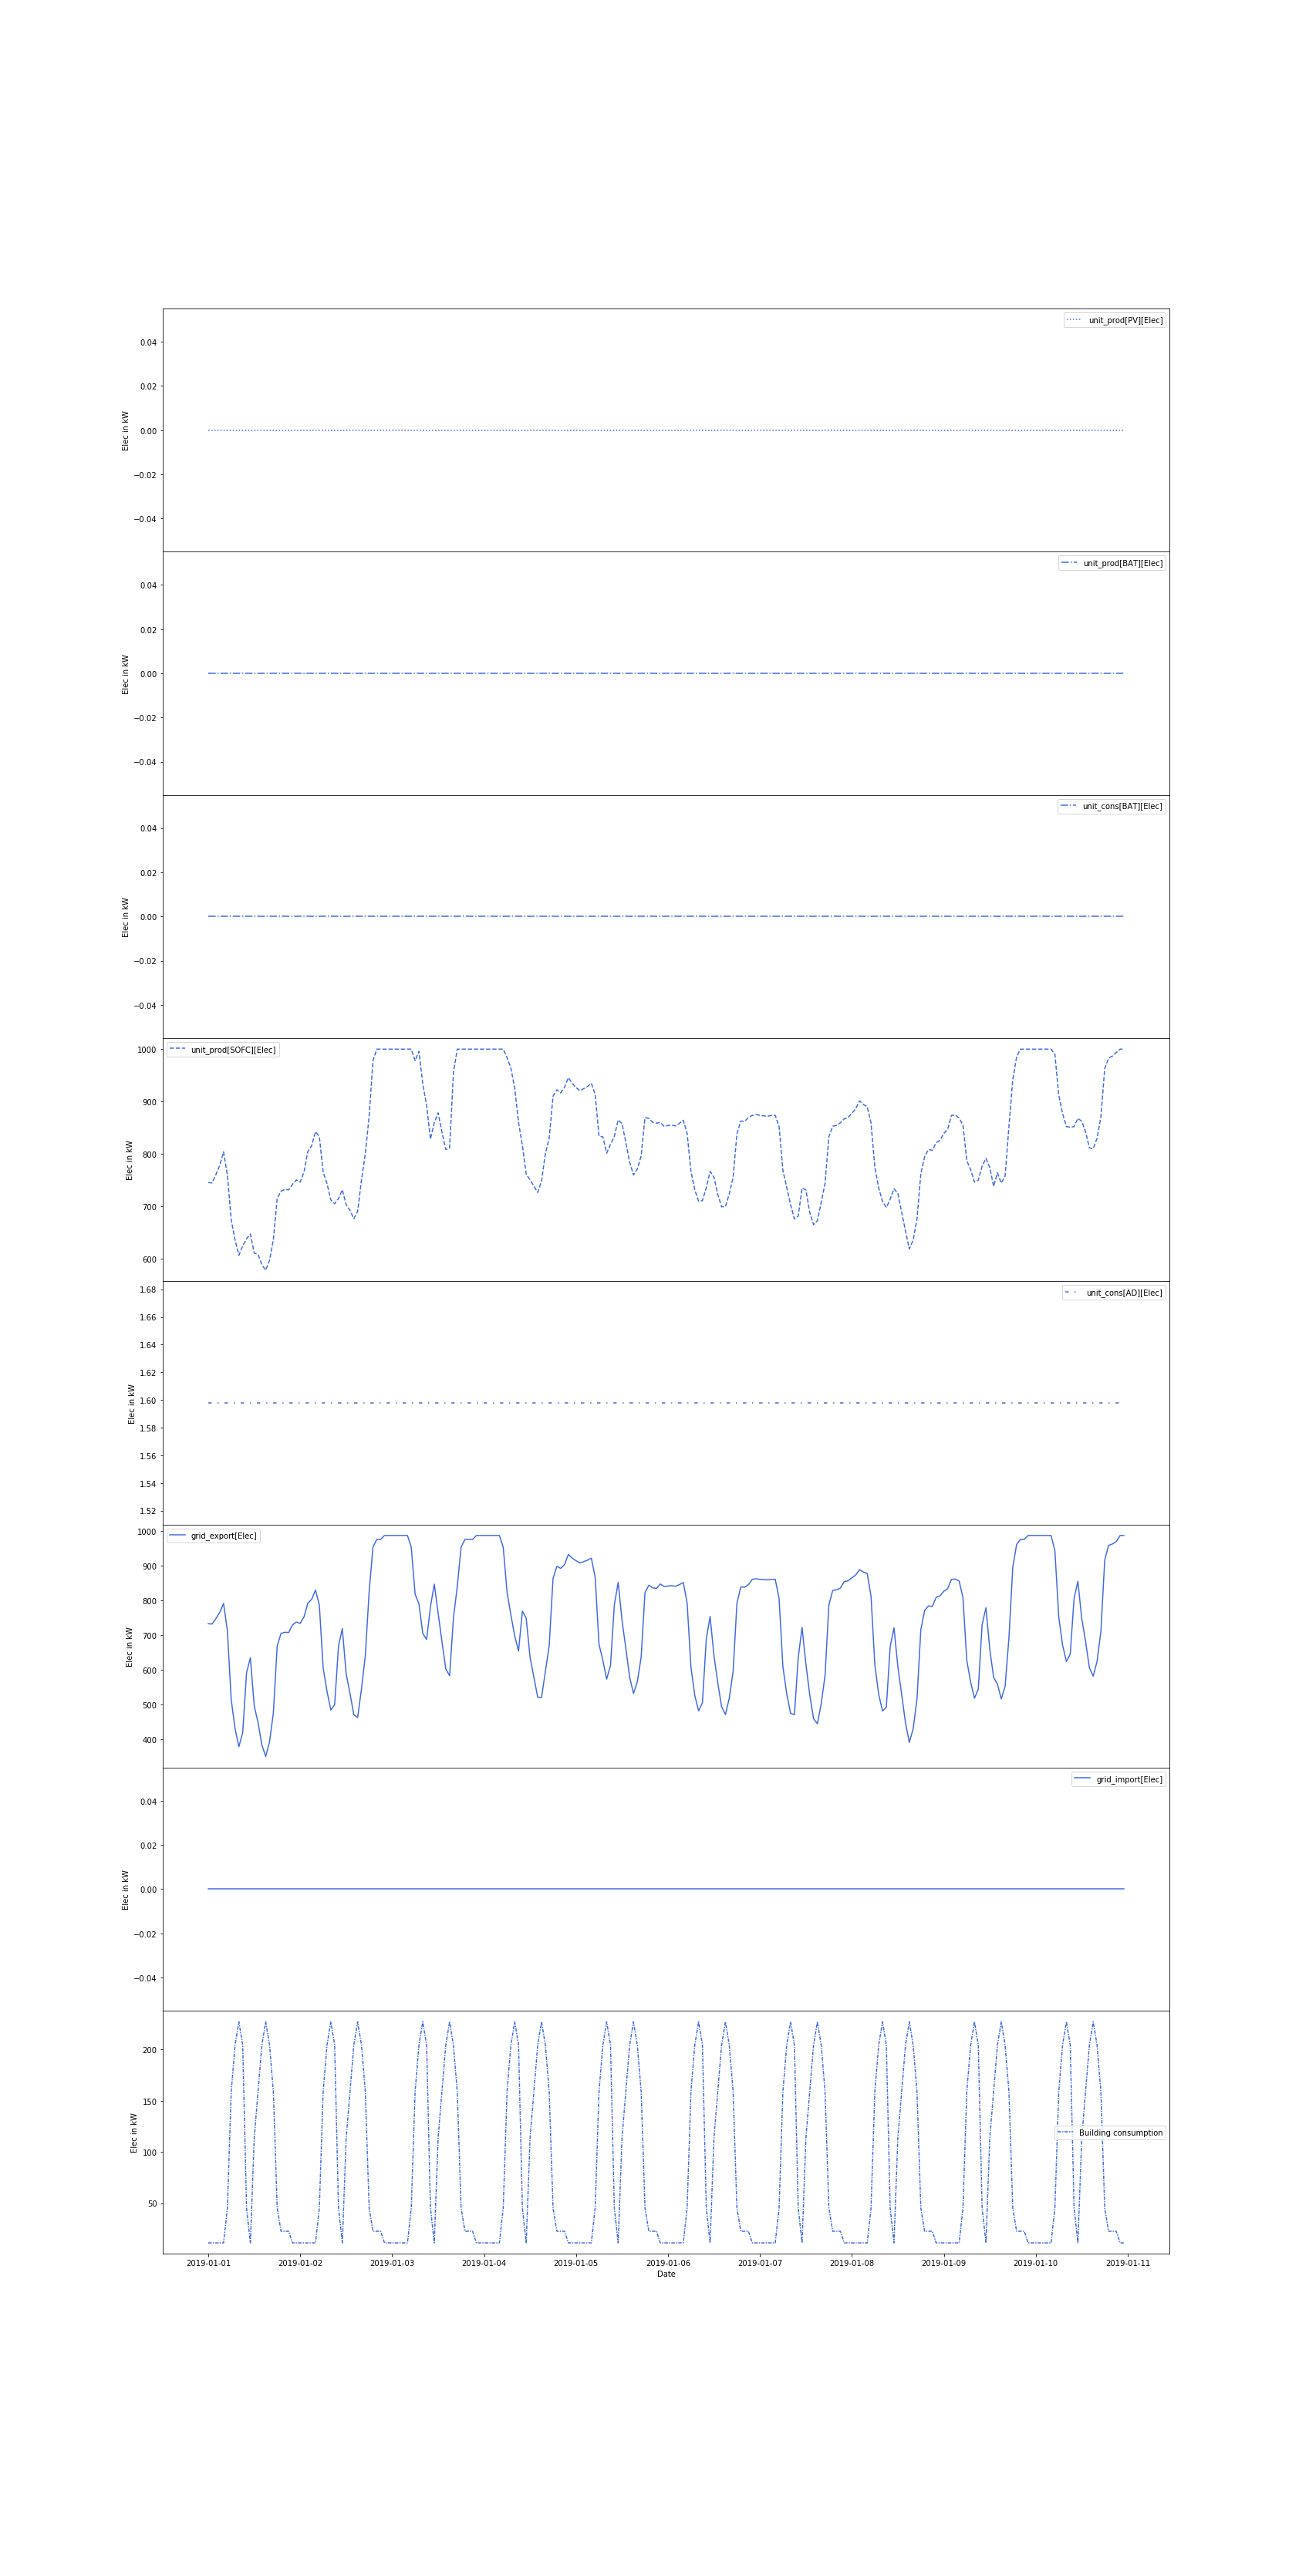 unit_prod[PV][Elec]
0.04
0.02
0.00
−0.02
−0.04
Elec in kW
unit_prod[BAT][Elec]
0.04
0.02
0.00
−0.02
−0.04
Elec in kW
unit_cons[BAT][Elec]
0.04
0.02
0.00
−0.02
−0.04
Elec in kW
unit_prod[SOFC][Elec]
1000
900
800
700
600
Elec in kW
unit_cons[AD][Elec]
1.68
1.66
1.64
1.62
1.60
1.58
1.56
1.54
1.52
Elec in kW
grid_export[Elec]
1000
900
800
700
600
500
400
Elec in kW
grid_import[Elec]
0.04
0.02
0.00
−0.02
−0.04
Elec in kW
Building consumption
200
150
100
50
Elec in kW
2019-01-01 2019-01-02 2019-01-03 2019-01-04 2019-01-05 2019-01-06 2019-01-07 2019-01-08 2019-01-09 2019-01-10 2019-01-11
Date